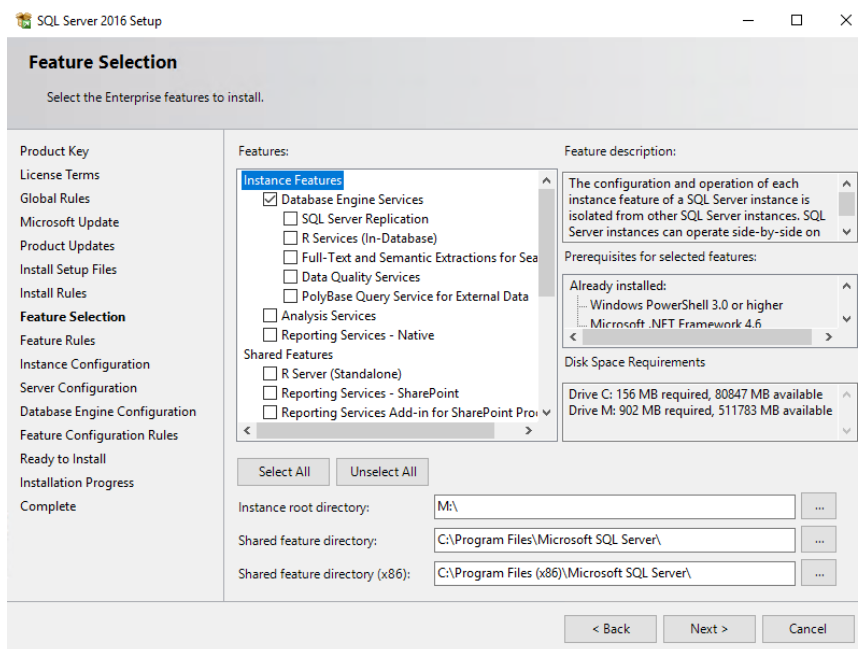 SQL Server 2016 Setup
Feature Selection
Select the Enterprise features to install.
Product Key
License Terms
Global Rules
Microsoft Update
Product Updates
Install Setup Files
Install Rules
Feature Selection
Feature Rules
Instance Configuration
Server Configuration
Database Engine Configuration
Feature Configuration Rules
Ready to Install
Installation Progress
Complete
Features:
Instance Features
Database Engine Services
SQL Server Replication
R Services (In-Database)
Full-Text and Semantic Extractions for Sea
Data Quality Services
PolyBase Query Service for External Data
Analysis Services
Reporting Services - Native
Shared Features
R Server (Standalone)
Reporting Services - SharePoint
Reporting Services Add-in for SharePoint Pro
Feature description:
The configuration and operation of each
instance feature of a SQL Server instance is
isolated from other SQL Server instances. SQL
Server instances can operate side-by-side on
Prerequisites for selected features:
Already installed:
Windows PowerShell 3.0 or higher
Microsoft .NET Framework 4.6
Disk Space Requirements
Drive C: 156 MB required, 80847 MB available
Drive M: 902 MB required, 511783 MB available
Select All
Unselect All
Instance root directory:
M:\
...
Shared feature directory:
C:\Program Files\Microsoft SQL Server\
...
Shared feature directory (x86):
C:\Program Files (x86)\Microsoft SQL Server\
...
< Back
Next >
Cancel